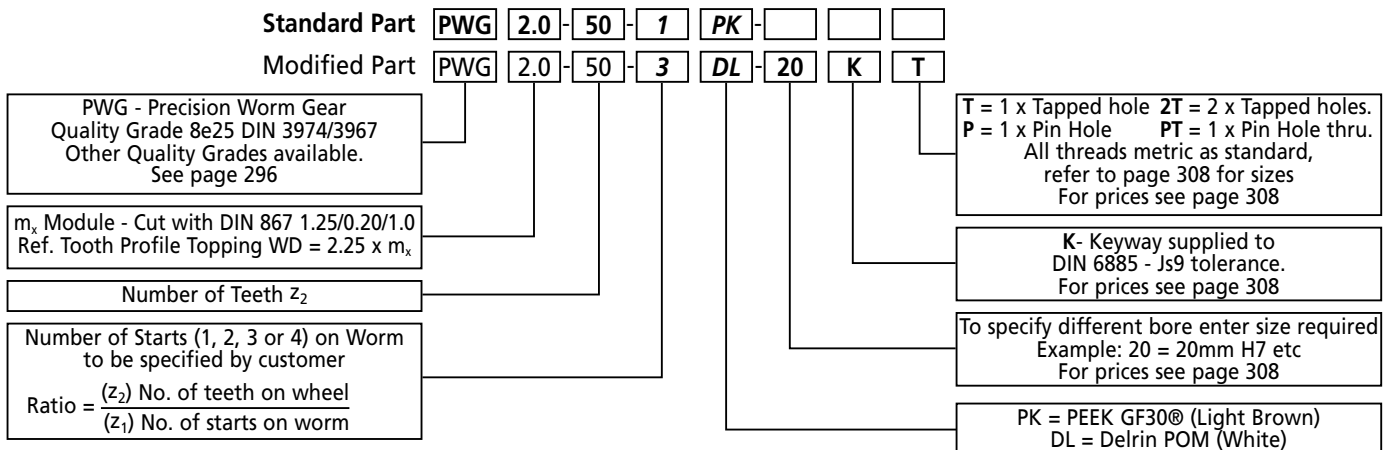 Standard Part PWG 2.0 - 50 - 1 PK -
Modified Part PWG 2.0 - 50 - 3 DL - 20 K T
PWG - Precision Worm Gear
Quality Grade 8e25 DIN 3974/3967
Other Quality Grades available.
See page 296
mx Module - Cut with DIN 867 1.25/0.20/1.0
Ref. Tooth Profile Topping WD = 2.25 x mx
Number of Teeth z2
Number of Starts (1, 2, 3 or 4) on Worm
to be specified by customer
Ratio = (z2) No. of teeth on wheel
(z1) No. of starts on worm
T = 1 x Tapped hole 2T = 2 x Tapped holes.
P = 1 x Pin Hole PT = 1 x Pin Hole thru.
All threads metric as standard,
refer to page 308 for sizes
For prices see page 308
K- Keyway supplied to
DIN 6885 - Js9 tolerance.
For prices see page 308
To specify different bore enter size required
Example: 20 = 20mm H7 etc
For prices see page 308
PK = PEEK GF30® (Light Brown)
DL = Delrin POM (White)